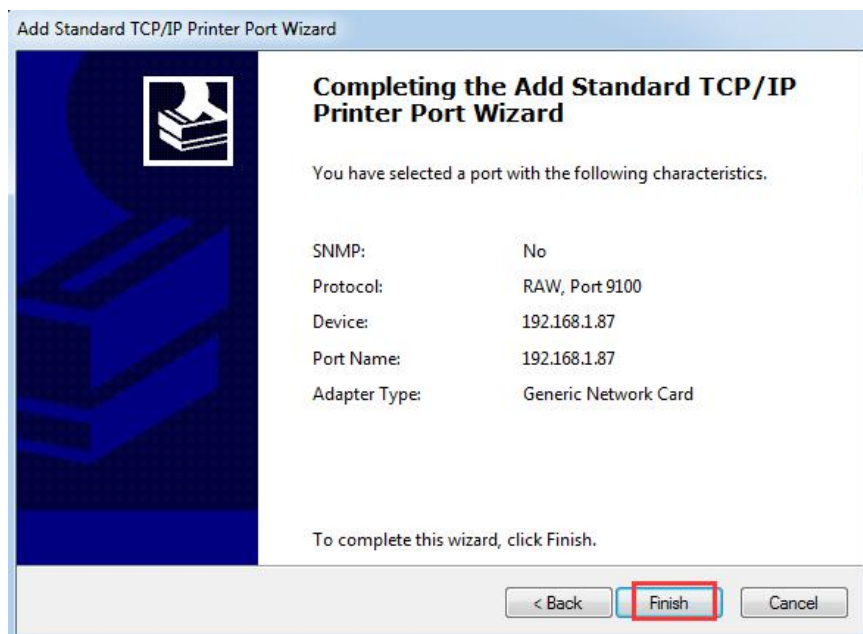 Add Standard TCP/IP Printer Port Wizard
Completing the Add Standard TCP/IP
Printer Port Wizard
You have selected a port with the following characteristics.
SNMP: No
Protocol: RAW, Port 9100
Device: 192.168.1.87
Port Name: 192.168.1.87
Adapter Type: Generic Network Card
To complete this wizard, click Finish.
< Back Finish Cancel